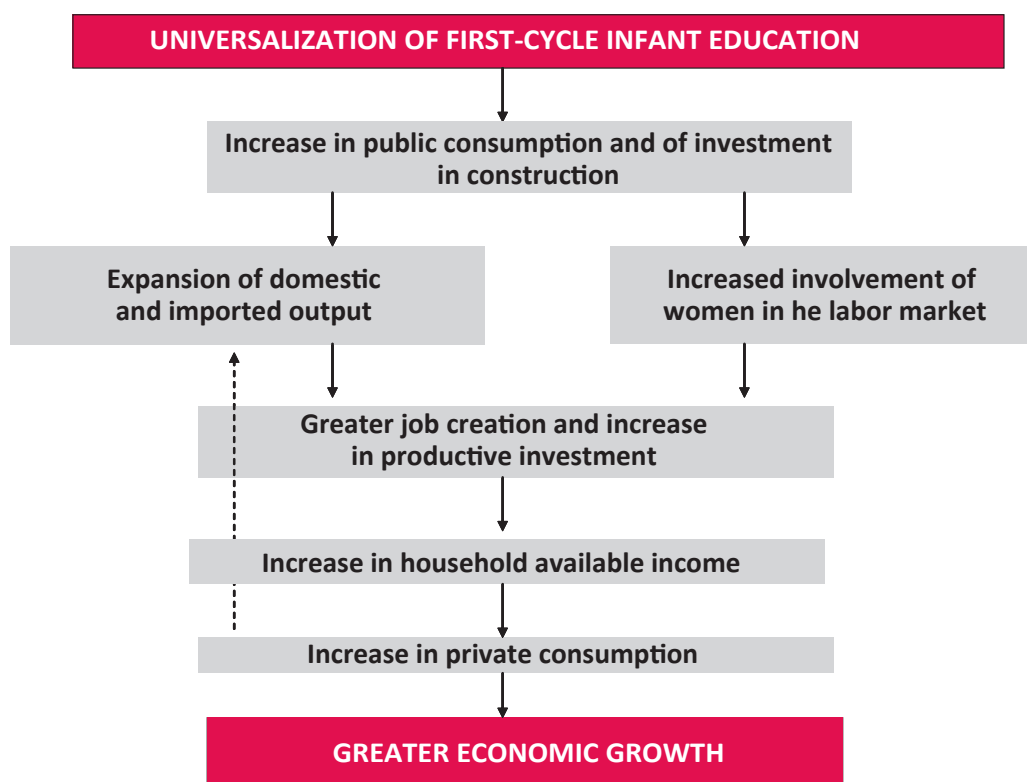 UNIVERSALIZATION OF FIRST-CYCLE INFANT EDUCATION
Increase in public consumption and of investment
in construction
Expansion of domestic
and imported output
Increased involvement of
women in he labor market
Greater job creation and increase
in productive investment
Increase in household available income
Increase in private consumption
GREATER ECONOMIC GROWTH